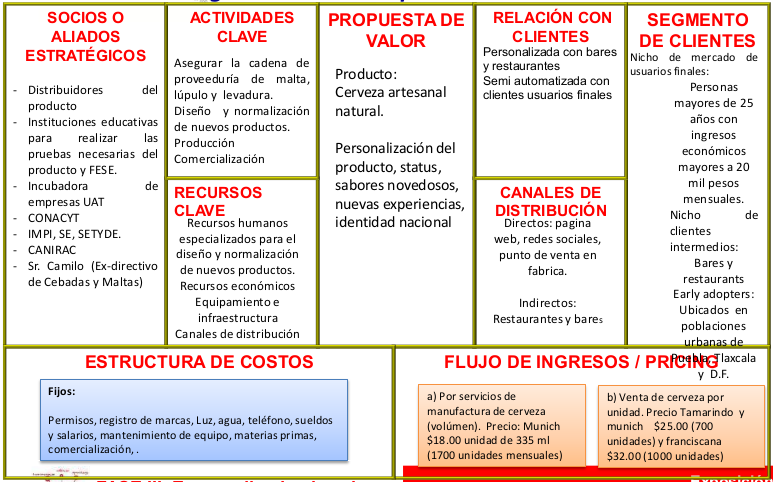 SOCIOS O
ALIADOS
ESTRATÉGICOS
- Distribuidores del
producto
- Instituciones educativas
para realizar las
pruebas necesarias del
producto y FESE.
- Incubadora de
empresas UAT
- CONACYT
- IMPI, SE, SETYDE.
- CANIRAC
- Sr. Camilo (Ex-directivo
de Cebadas y Maltas)
ACTIVIDADES
CLAVE
Asegurar la cadena de
proveeduría de malta,
lúpulo y levadura.
Diseño y normalización
de nuevos productos.
Producción
Comercialización
RECURSOS
CLAVE
Recursos humanos
especializados para el
diseño y normalización
de nuevos productos.
Recursos económicos
Equipamiento e
infraestructura
Canales de distribución
PROPUESTA DE
VALOR
Producto:
Cerveza artesanal
natural.
Personalización del
producto, status,
sabores novedosos,
nuevas experiencias,
identidad nacional
RELACIÓN CON
CLIENTES
Personalizada con bares
y restaurantes
Semi automatizada con
clientes usuarios finales
CANALES DE
DISTRIBUCIÓN
Directos: pagina
web, redes sociales,
punto de venta en
fabrica.
Indirectos:
Restaurantes y bares
SEGMENTO
DE CLIENTES
Nicho de mercado de
usuarios finales:
Personas
mayores de 25
años con
ingresos
económicos
mayores a 20
mil pesos
mensuales.
Nicho de
clientes
intermedios:
Bares y
restaurants
Early adopters:
Ubicados en
poblaciones
urbanas de
Puebla, Tlaxcala
y D.F.
ESTRUCTURA DE COSTOS
Fijos:
Permisos, registro de marcas, Luz, agua, teléfono, sueldos
y salarios, mantenimiento de equipo, materias primas,
comercialización, .
FLUJO DE INGRESOS / PRICING
a) Por servicios de
manufactura de cerveza
(volúmen). Precio: Munich
$18.00 unidad de 335 ml
(1700 unidades mensuales)
b) Venta de cerveza por
unidad. Precio Tamarindo y
munich $25.00 (700
unidades) y franciscana
$32.00 (1000 unidades)